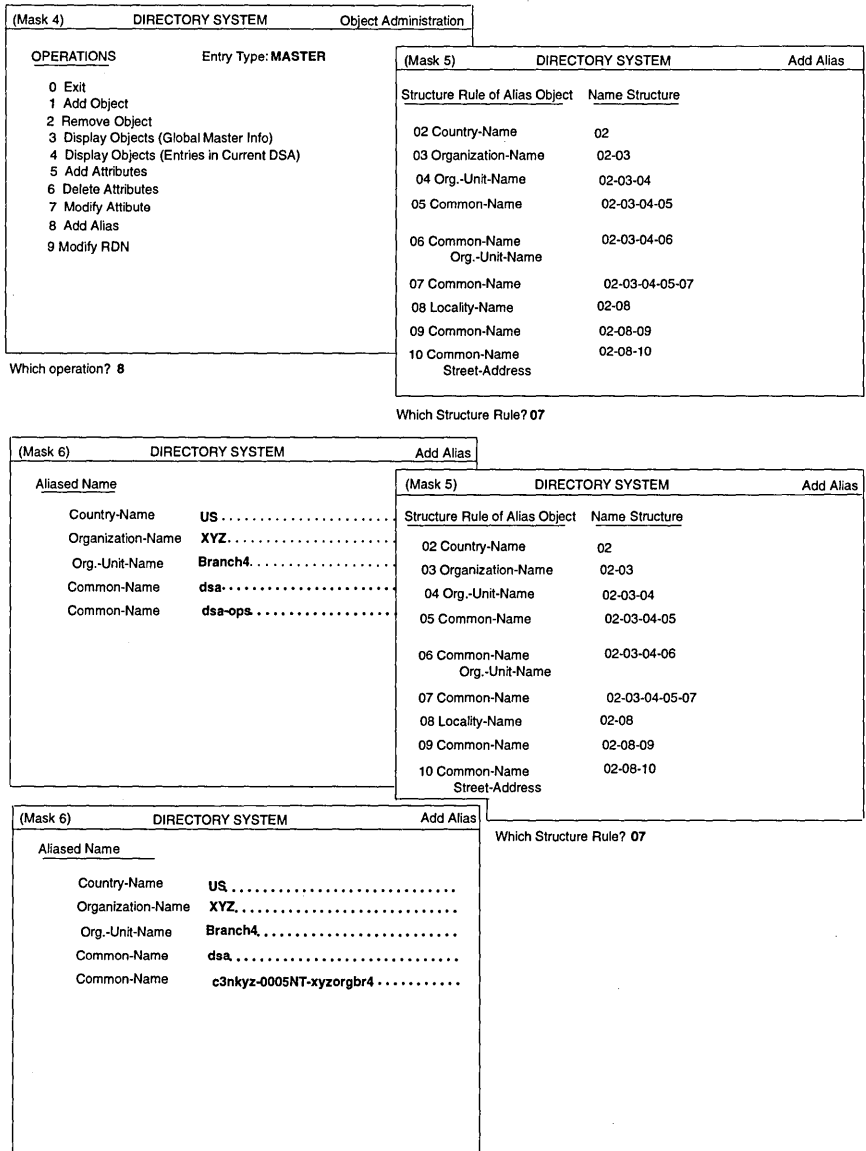 (Mask 4) DIRECTORY SYSTEM Object Administration
OPERATIONS Entry Type: MASTER
0 Exit
1 Add Object
2 Remove Object
3 Display Objects (Global Master Info)
4 Display Objects (Entries in Current DSA)
5 Add Attributes
6 Delete Attributes
7 Modify Attibute
8 Add Alias
9 Modify RDN
Which operation? 8
(Mask 5) DIRECTORY SYSTEM Add Alias
Structure Rule of Alias Object Name Structure
02 Country-Name 02
03 Organization-Name 02-03
04 Org.-Unit-Name 02-03-04
05 Common-Name 02-03-04-05
06 Common-Name 02-03-04-06
Org.-Unit-Name
07 Common-Name 02-03-04-05-07
08 Locality-Name 02-08
09 Common-Name 02-08-09
10 Common-Name 02-08-10
Street-Address
Which Structure Rule? 07
(Mask 6) DIRECTORY SYSTEM Add Alias
Aliased Name
Country-Name US
Organization-Name XYZ
Org.-Unit-Name Branch4
Common-Name dsa
Common-Name dsa-ops
(Mask 5) DIRECTORY SYSTEM Add Alias
Structure Rule of Alias Object Name Structure
02 Country-Name 02
03 Organization-Name 02-03
04 Org.-Unit-Name 02-03-04
05 Common-Name 02-03-04-05
06 Common-Name 02-03-04-06
Org.-Unit-Name
07 Common-Name 02-03-04-05-07
08 Locality-Name 02-08
09 Common-Name 02-08-09
10 Common-Name 02-08-10
Street-Address
Which Structure Rule? 07
(Mask 6) DIRECTORY SYSTEM Add Alias
Aliased Name
Country-Name US
Organization-Name XYZ
Org.-Unit-Name Branch4
Common-Name dsa
Common-Name c3nkyz-0005NT-xyzorgbr4